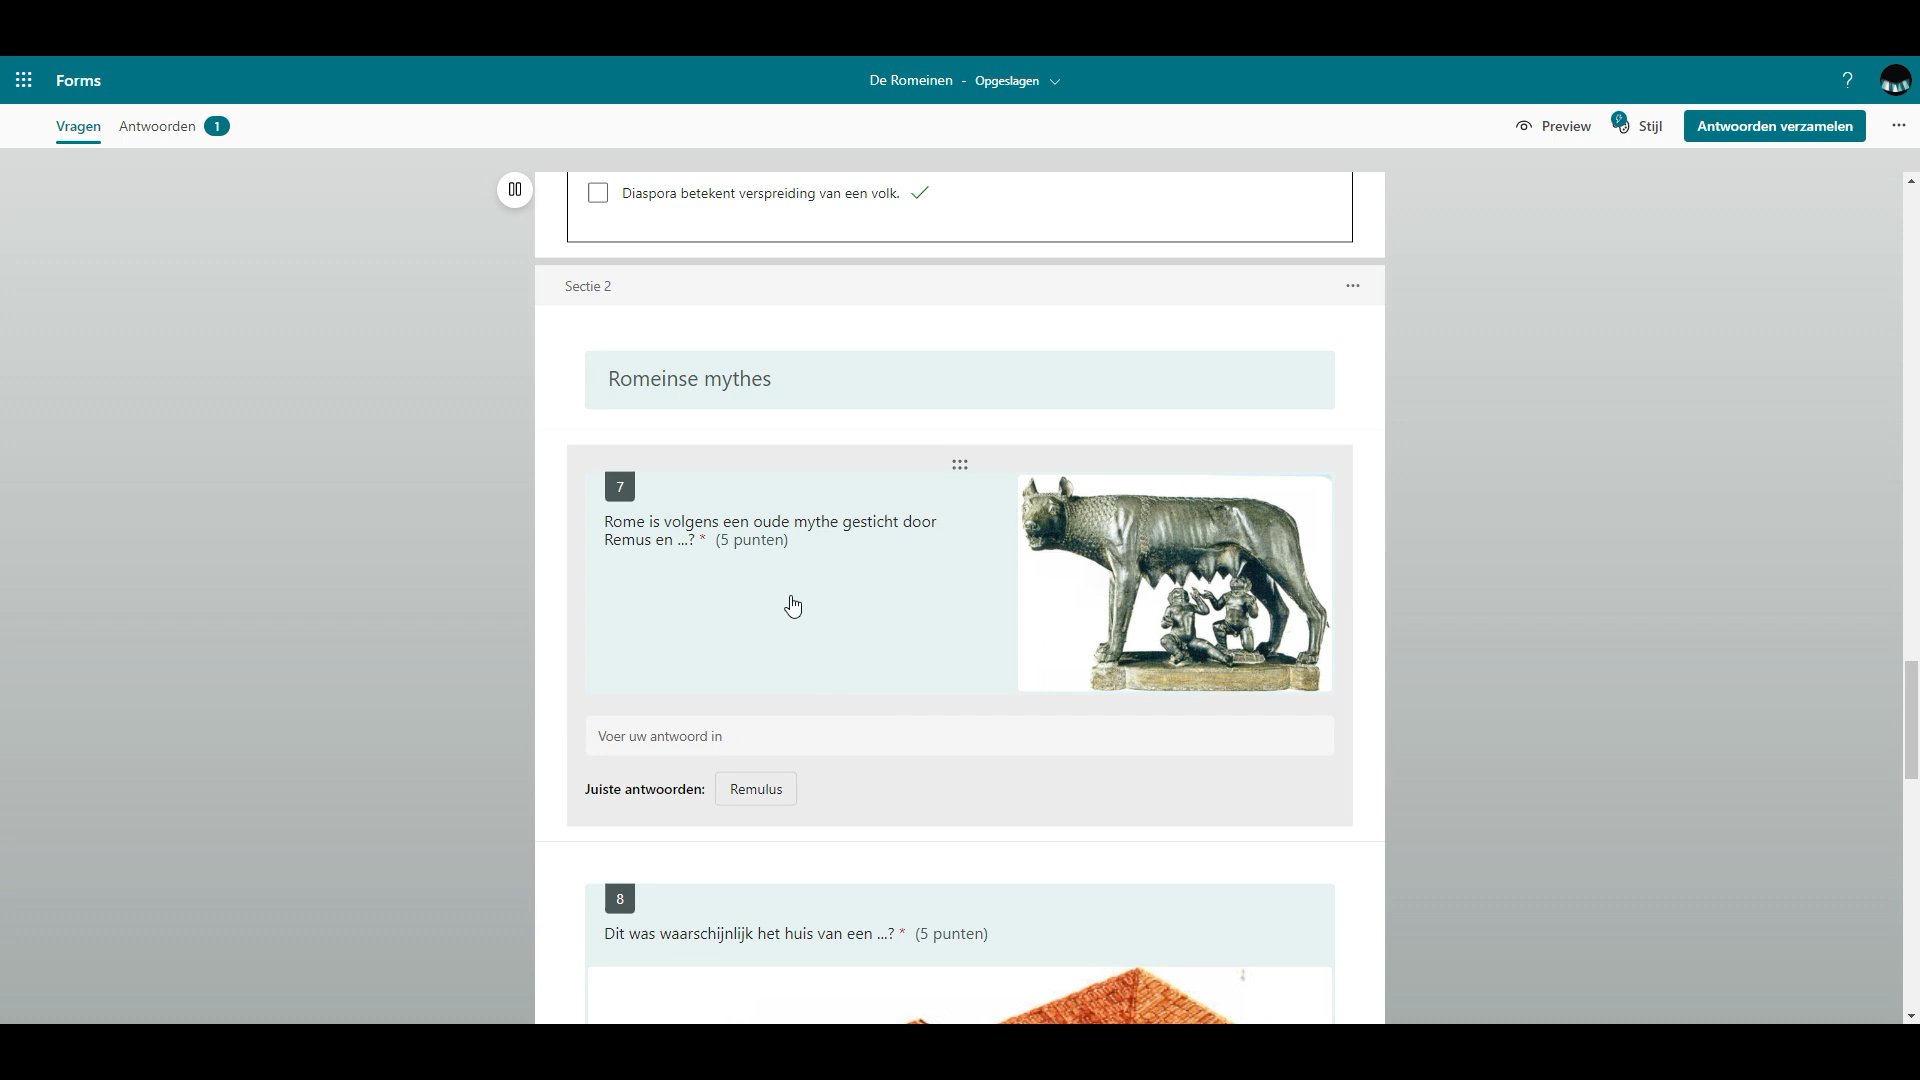 Forms
De Romeinen - Opgeslagen
?
Vragen
Antwoorden 1
Preview
Stijl
Antwoorden verzamelen
Diaspora betekent verspreiding van een volk.
Sectie 2
Romeinse mythes
7
Rome is volgens een oude mythe gesticht door
Remus en ...? * (5 punten)
Voer uw antwoord in
Juiste antwoorden: Remulus
8
Dit was waarschijnlijk het huis van een ...? * (5 punten)